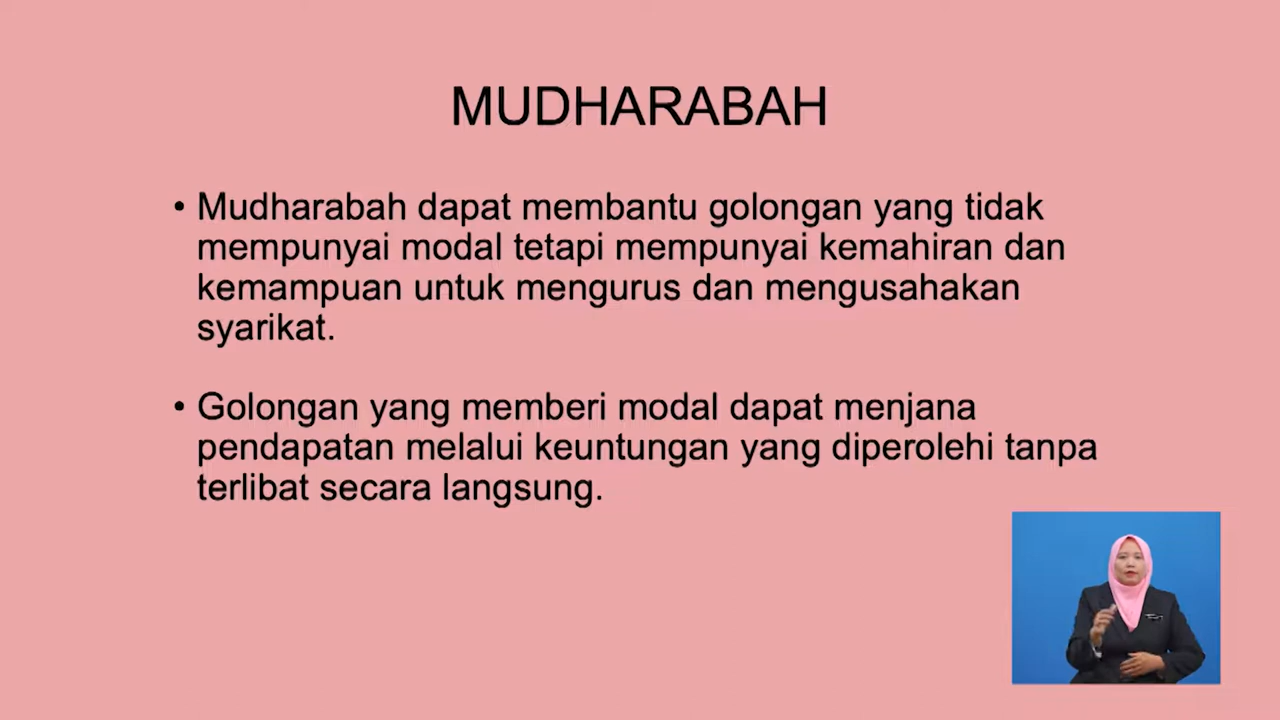 MUDHARABAH
• Mudharabah dapat membantu golongan yang tidak
mempunyai modal tetapi mempunyai kemahiran dan
kemampuan untuk mengurus dan mengusahakan
syarikat.
• Golongan yang memberi modal dapat menjana
pendapatan melalui keuntungan yang diperolehi tanpa
terlibat secara langsung.